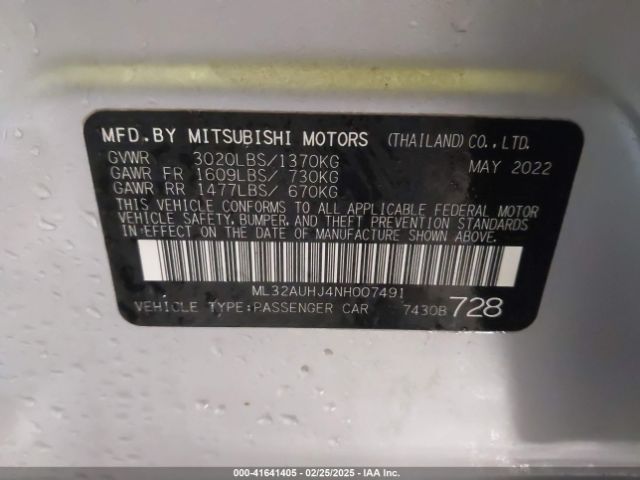 MFD.BY MITSUBISHI MOTORS (THAILAND)CO., LTD.
GVWR 3020LBS/1370KG MAY 2022
GAWR FR 1609LBS/ 730KG
GAWR RR 1477LBS/ 670KG
THIS VEHICLE CONFORMS TO ALL APPLICABLE FEDERAL MOTOR
VEHICLE SAFETY, BUMPER, AND THEFT PREVENTION STANDARDS
IN EFFECT ON THE DATE OF MANUFACTURE SHOWN ABOVE.
ML32AUHJ4NH007491
VEHICLE TYPE:PASSENGER CAR 7430B 728
000-41641405 - 02/25/2025 - IAA Inc.